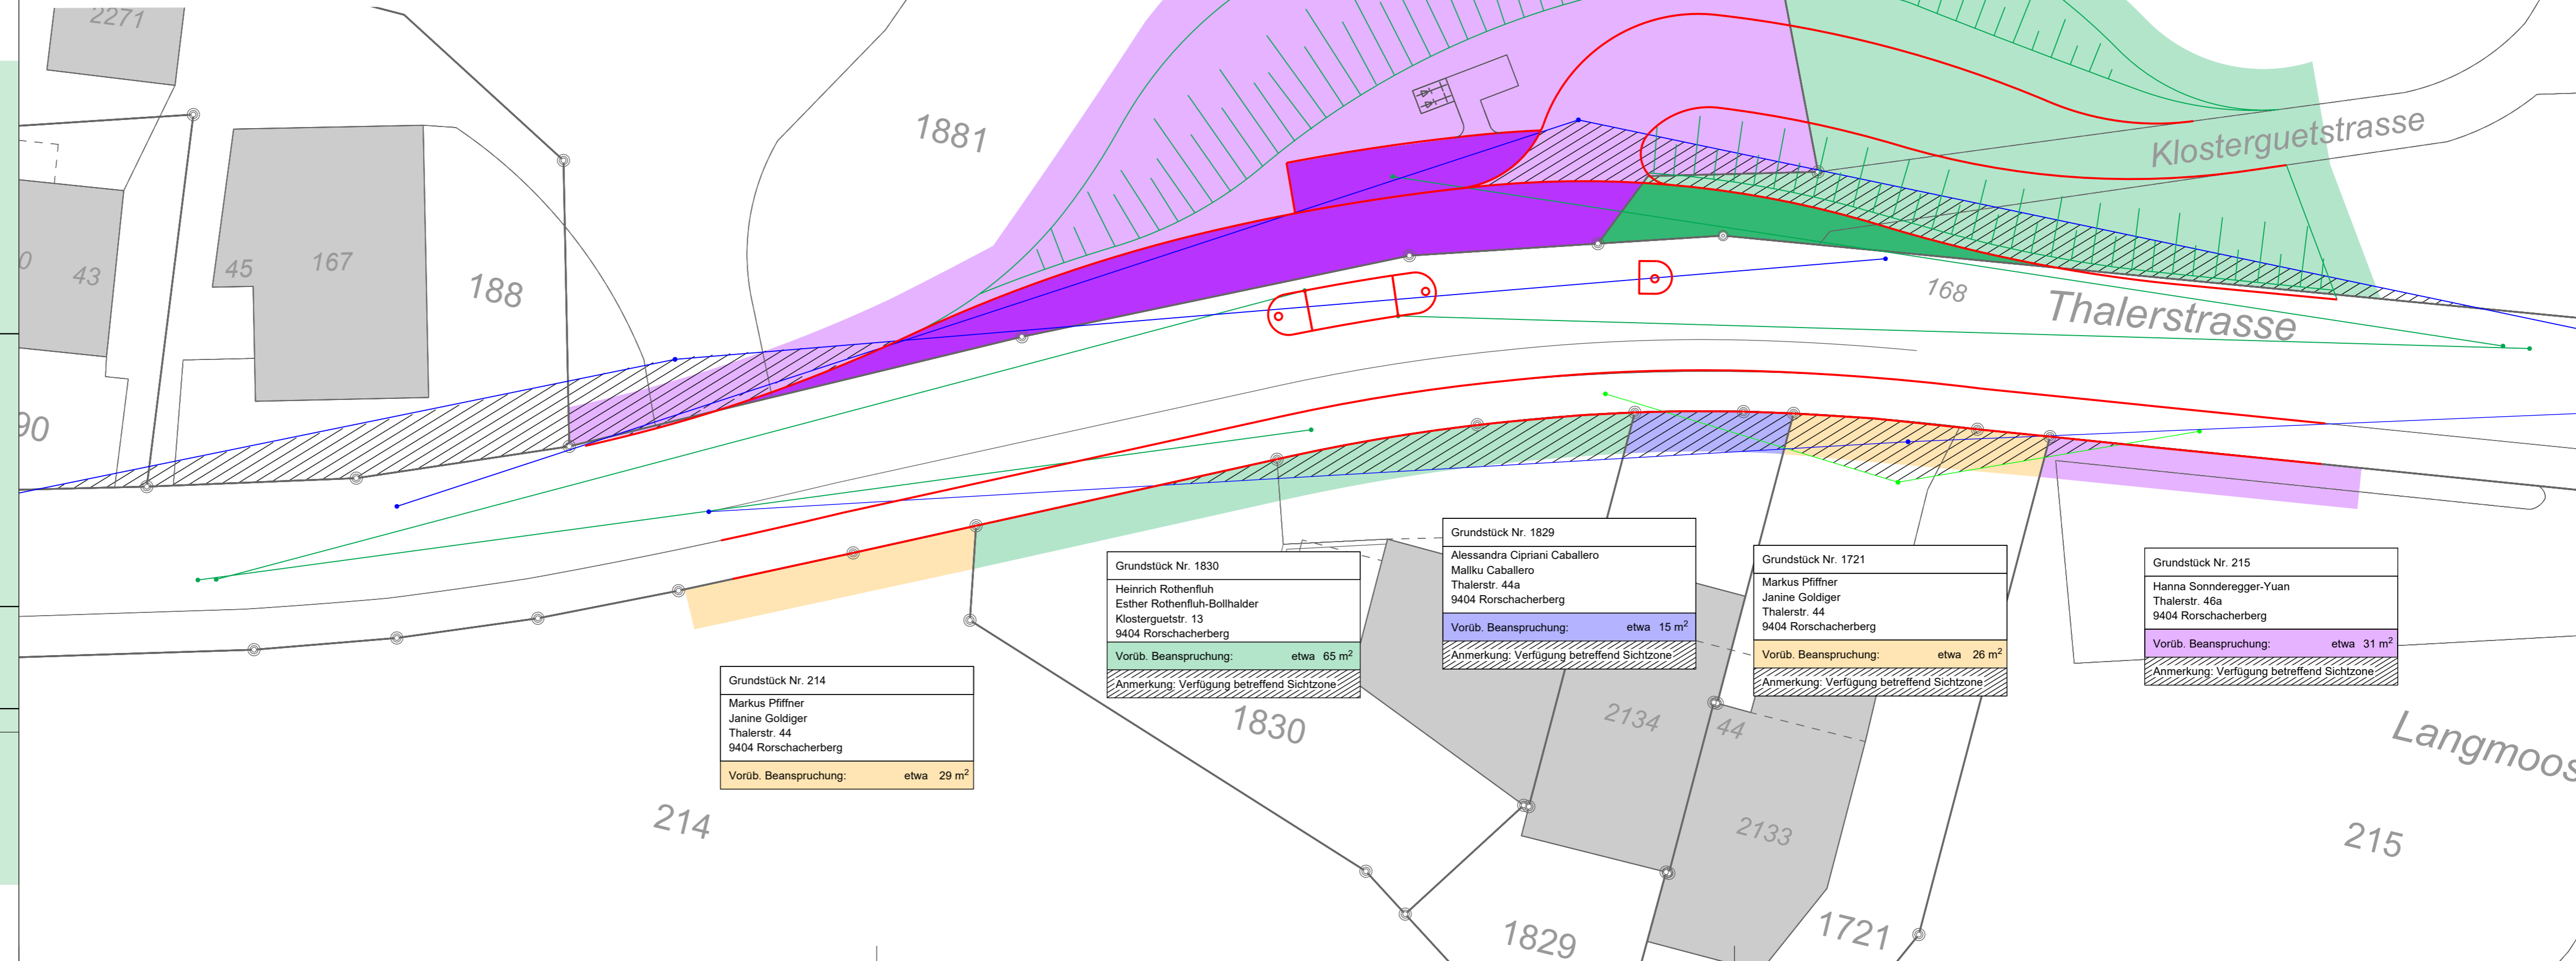 2271
1881
Klosterguetstrasse
43
45
167
188
168
Thalerstrasse
90
Grundstück Nr. 214
Markus Pfiffner
Janine Goldiger
Thalerstr. 44
9404 Rorschacherberg
Vorüb. Beanspruchung: etwa 29 m²
Grundstück Nr. 1830
Heinrich Rothenfluh
Esther Rothenfluh-Bollhalder
Klosterguetstr. 13
9404 Rorschacherberg
Vorüb. Beanspruchung: etwa 65 m²
Anmerkung: Verfügung betreffend Sichtzone
Grundstück Nr. 1829
Alessandra Cipriani Caballero
Mallku Caballero
Thalerstr. 44a
9404 Rorschacherberg
Vorüb. Beanspruchung: etwa 15 m²
Anmerkung: Verfügung betreffend Sichtzone
Grundstück Nr. 1721
Markus Pfiffner
Janine Goldiger
Thalerstr. 44
9404 Rorschacherberg
Vorüb. Beanspruchung: etwa 26 m²
Anmerkung: Verfügung betreffend Sichtzone
Grundstück Nr. 215
Hanna Sonnderegger-Yuan
Thalerstr. 46a
9404 Rorschacherberg
Vorüb. Beanspruchung: etwa 31 m²
Anmerkung: Verfügung betreffend Sichtzone
1830
2134
44
Langmoos
214
2133
215
1829
1721